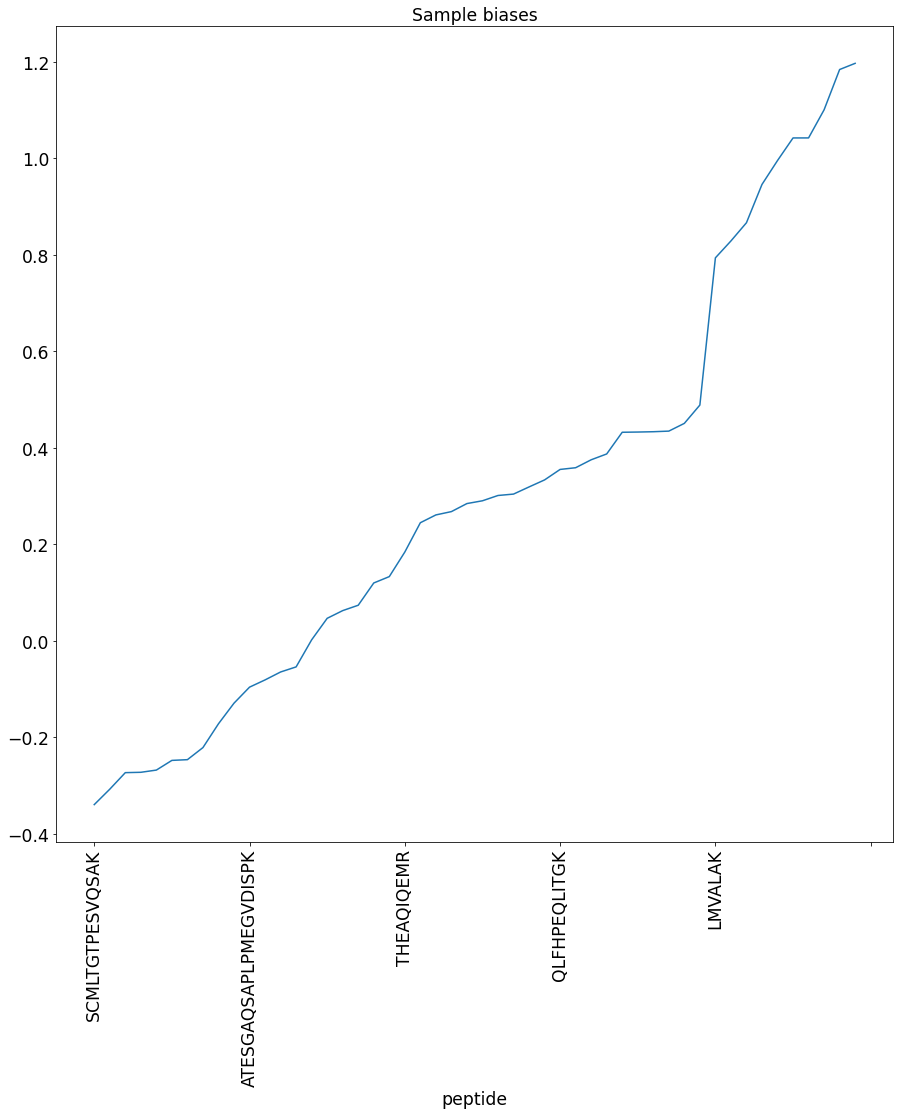 Sample biases
1.2
1.0
0.8
0.6
0.4
0.2
0.0
−0.2
−0.4
SCMLTGTPESVQSAK
ATESGAQSAPLPMEGVDISPK
THEAQIQEMR
QLFHPEQLITGK
LMVALAK
peptide